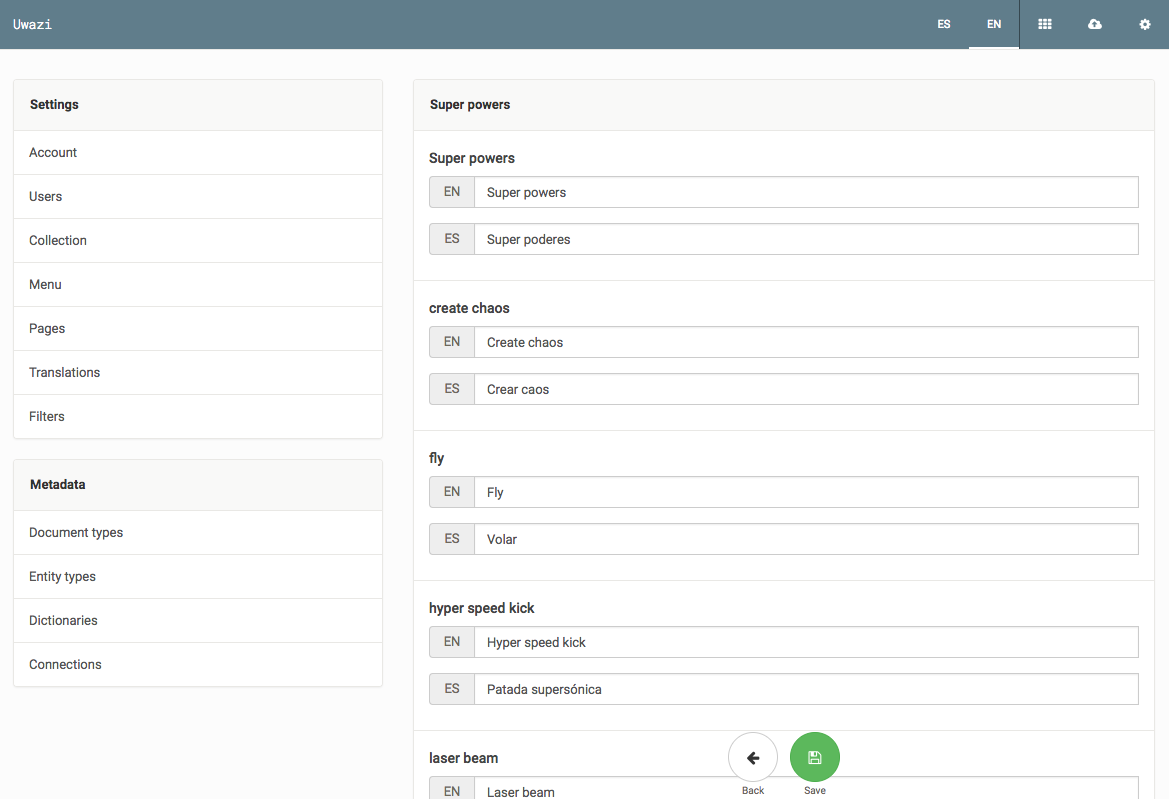 Uwazi
ES
EN
Settings
Account
Users
Collection
Menu
Pages
Translations
Filters
Metadata
Document types
Entity types
Dictionaries
Connections
Super powers
Super powers
EN Super powers
ES Super poderes
create chaos
EN Create chaos
ES Crear caos
fly
EN Fly
ES Volar
hyper speed kick
EN Hyper speed kick
ES Patada supersónica
laser beam
EN Laser beam
Back
Save